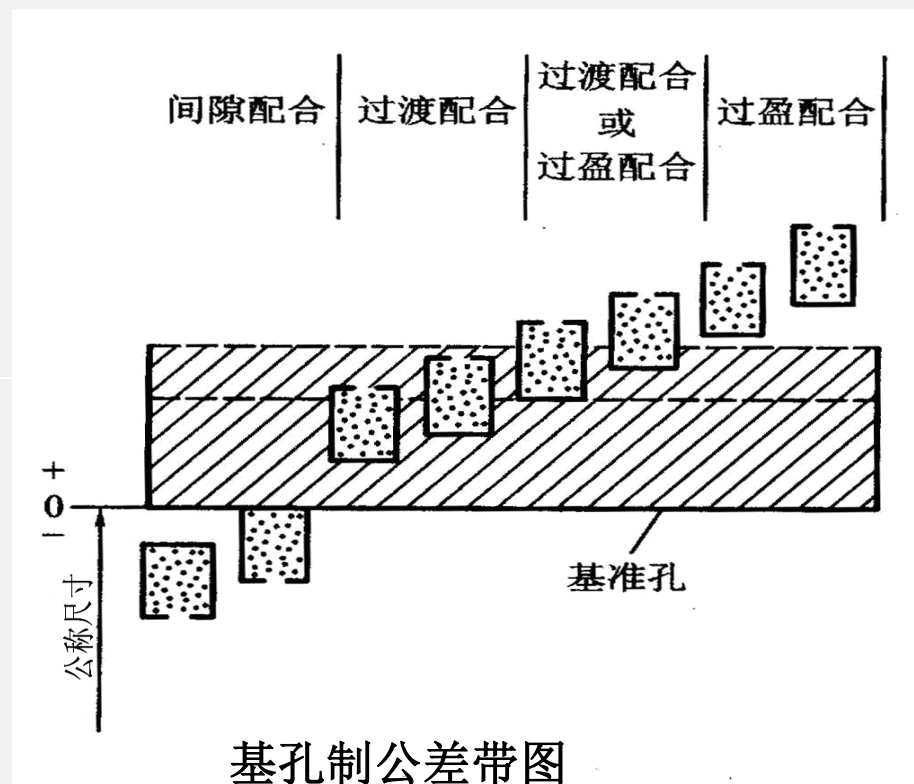 间隙配合
过渡配合
过渡配合
或
过盈配合
过盈配合
+
0
-
公称尺寸
基准孔
基孔制公差带图